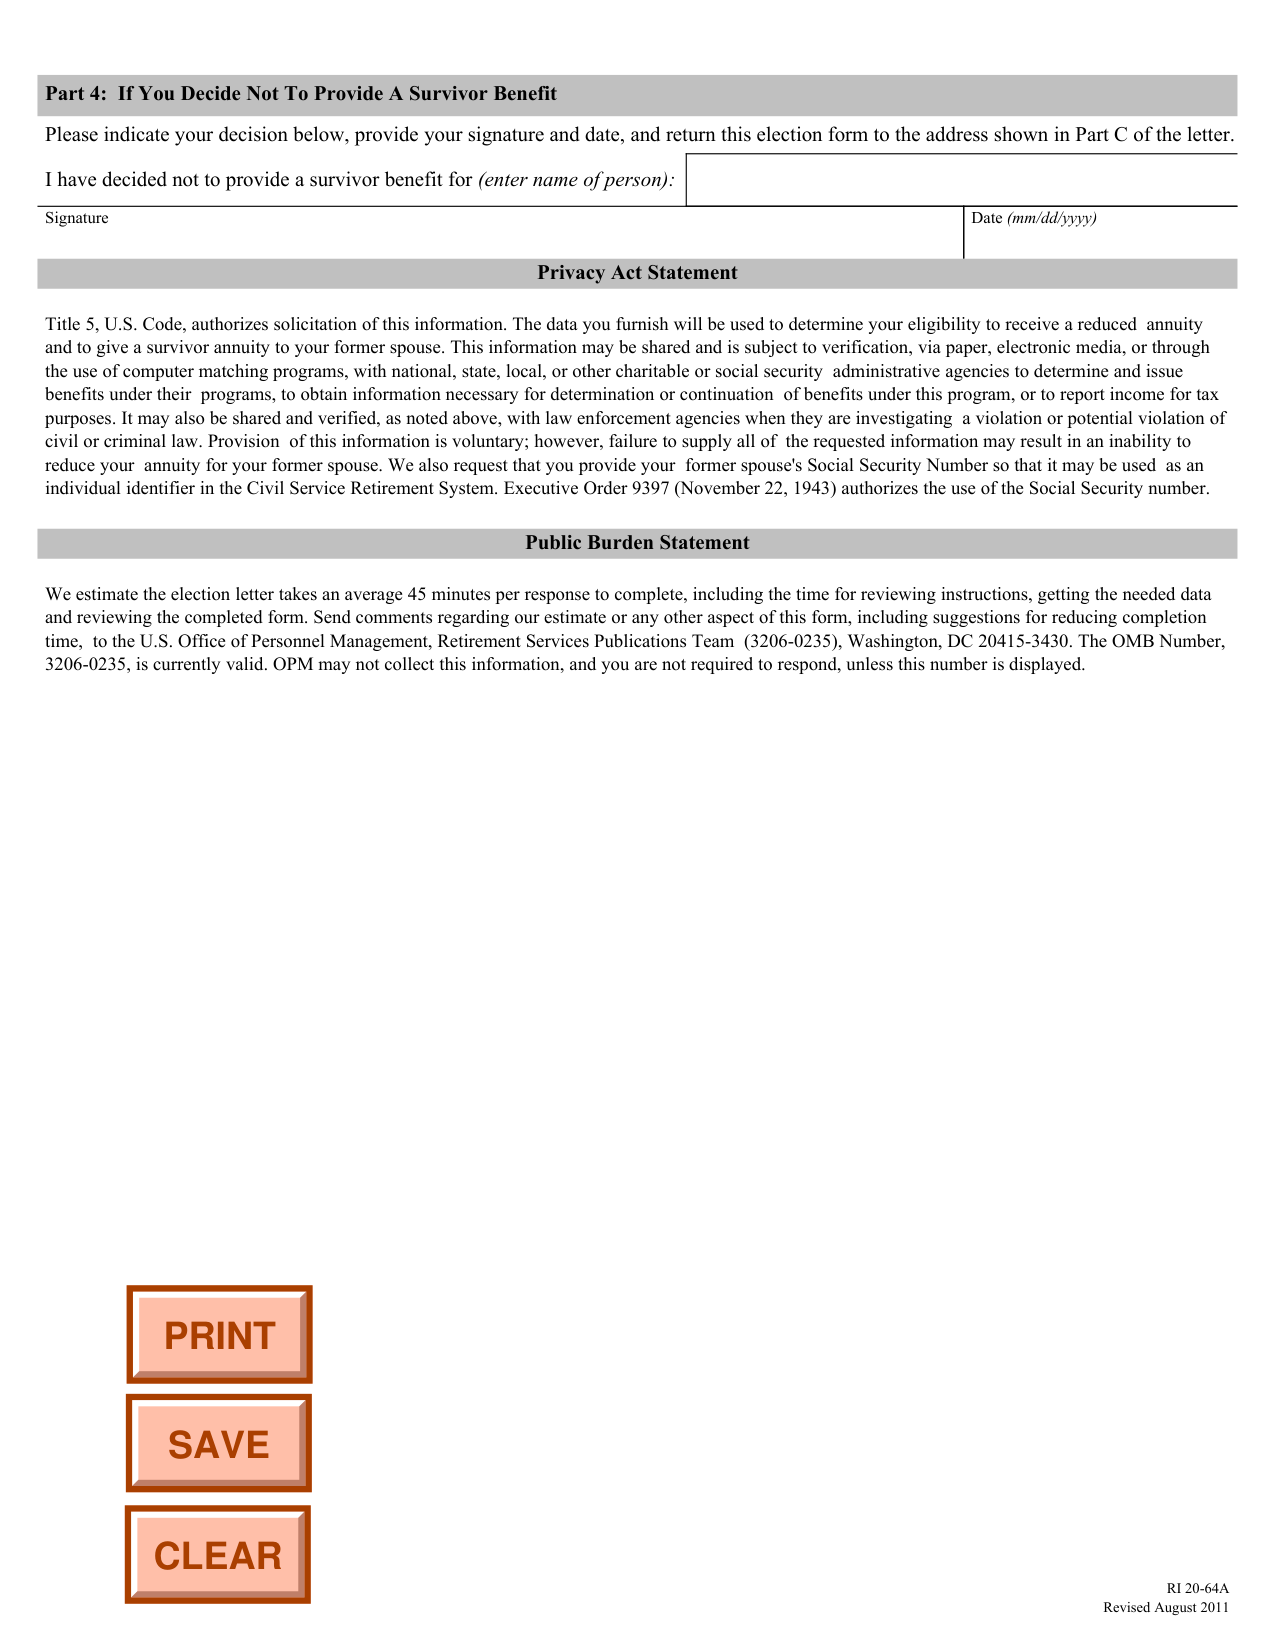 Part 4:  If You Decide Not To Provide A Survivor Benefit
Please indicate your decision below, provide your signature and date, and return this election form to the address shown in Part C of the letter.
I have decided not to provide a survivor benefit for (enter name of person):
Signature
Date (mm/dd/yyyy)
Privacy Act Statement
Title 5, U.S. Code, authorizes solicitation of this information. The data you furnish will be used to determine your eligibility to receive a reduced  annuity
and to give a survivor annuity to your former spouse. This information may be shared and is subject to verification, via paper, electronic media, or through
the use of computer matching programs, with national, state, local, or other charitable or social security  administrative agencies to determine and issue
benefits under their  programs, to obtain information necessary for determination or continuation  of benefits under this program, or to report income for tax
purposes. It may also be shared and verified, as noted above, with law enforcement agencies when they are investigating  a violation or potential violation of
civil or criminal law. Provision  of this information is voluntary; however, failure to supply all of  the requested information may result in an inability to
reduce your  annuity for your former spouse. We also request that you provide your  former spouse's Social Security Number so that it may be used  as an
individual identifier in the Civil Service Retirement System. Executive Order 9397 (November 22, 1943) authorizes the use of the Social Security number.
Public Burden Statement
We estimate the election letter takes an average 45 minutes per response to complete, including the time for reviewing instructions, getting the needed data
and reviewing the completed form. Send comments regarding our estimate or any other aspect of this form, including suggestions for reducing completion
time,  to the U.S. Office of Personnel Management, Retirement Services Publications Team  (3206-0235), Washington, DC 20415-3430. The OMB Number,
3206-0235, is currently valid. OPM may not collect this information, and you are not required to respond, unless this number is displayed.
PRINT
SAVE
CLEAR
RI 20-64A
Revised August 2011